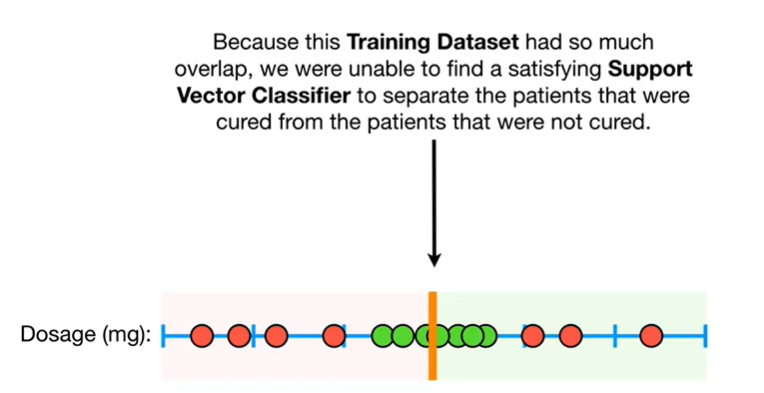 Because this Training Dataset had so much
overlap, we were unable to find a satisfying Support
Vector Classifier to separate the patients that were
cured from the patients that were not cured.
Dosage (mg):